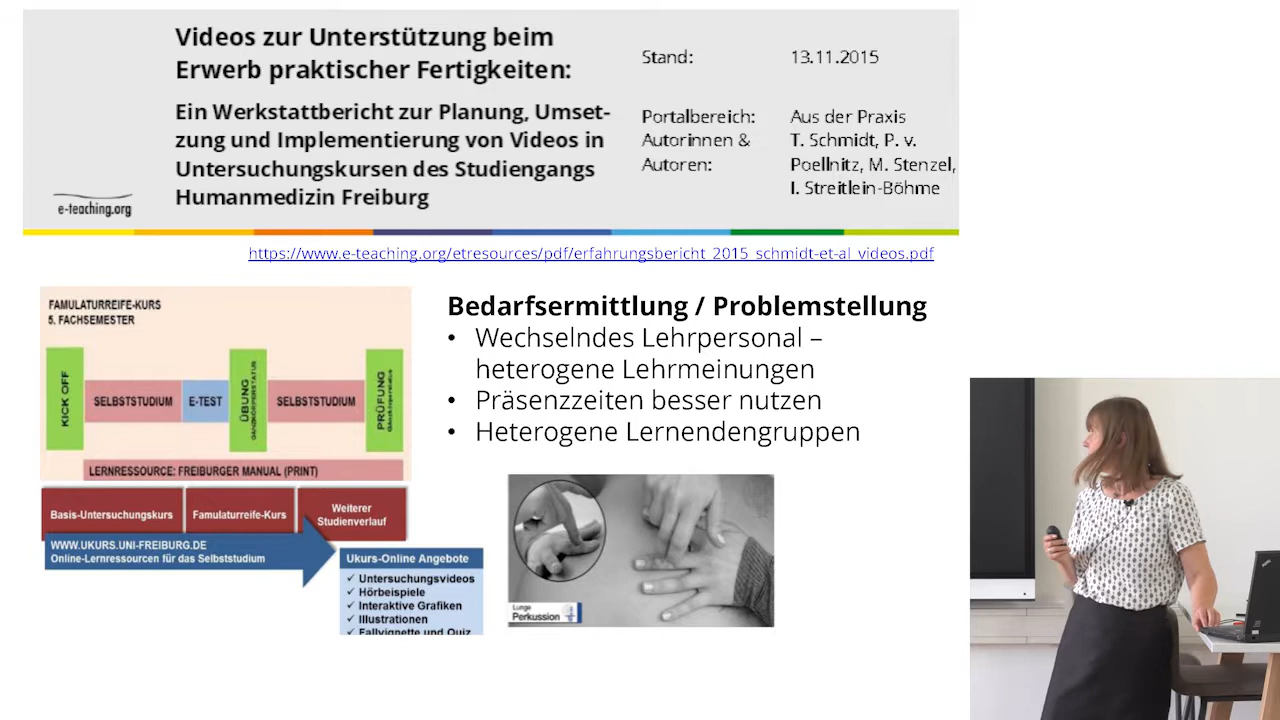 Videos zur Unterstützung beim
Erwerb praktischer Fertigkeiten:
Ein Werkstattbericht zur Planung, Umset-
zung und Implementierung von Videos in
Untersuchungskursen des Studiengangs
Humanmedizin Freiburg
e-teaching.org
Stand: 13.11.2015
Portalbereich: Aus der Praxis
Autorinnen & T. Schmidt, P. v.
Autoren: Poellnitz, M. Stenzel,
I. Streitlein-Böhme
https://www.e-teaching.org/etresources/pdf/erfahrungsbericht_2015_schmidt-et-al_videos.pdf
FAMULATURREIFE-KURS
5. FACHSEMESTER
KICK OFF
SELBSTSTUDIUM
E-TEST
ÜBUNG
GANZKÖRPERSTATUS
SELBSTSTUDIUM
PRÜFUNG
GANZKÖRPERSTATUS
LERNRESSOURCE: FREIBURGER MANUAL (PRINT)
Basis-Untersuchungskurs
Famulaturreife-Kurs
Weiterer
Studienverlauf
WWW.UKURS.UNI-FREIBURG.DE
Online-Lernressourcen für das Selbststudium
Ukurs-Online Angebote
✓ Untersuchungsvideos
✓ Hörbeispiele
✓ Interaktive Grafiken
✓ Illustrationen
✓ Fallvignette und Quiz
Bedarfsermittlung / Problemstellung
• Wechselndes Lehrpersonal –
heterogene Lehrmeinungen
• Präsenzzeiten besser nutzen
• Heterogene Lernendengruppen
Lunge
Perkussion